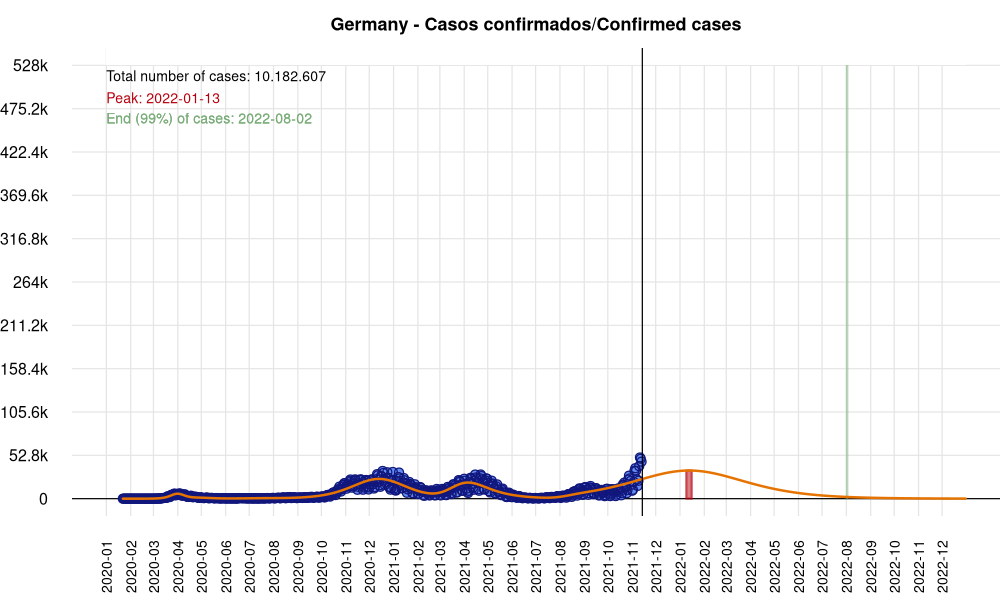 Germany - Casos confirmados/Confirmed cases
528k
Total number of cases: 10.182.607
Peak: 2022-01-13
475.2k
End (99%) of cases: 2022-08-02
422.4k
369.6k
316.8k
264k
211.2k
158.4k
105.6k
52.8k
0
2020-01
2020-02
2020-03
2020-04
2020-05
2020-06
2020-07
2020-08
2020-09
2020-10
2020-11
2020-12
2021-01
2021-02
2021-03
2021-04
2021-05
2021-06
2021-07
2021-08
2021-09
2021-10
2021-11
2021-12
2022-01
2022-02
2022-03
2022-04
2022-05
2022-06
2022-07
2022-08
2022-09
2022-10
2022-11
2022-12